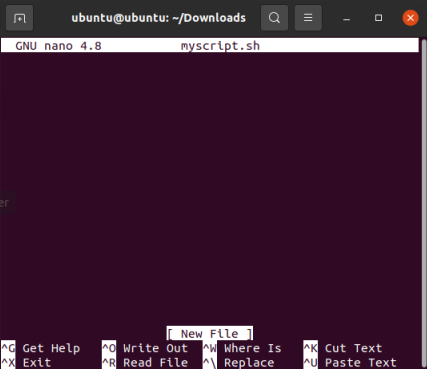 ubuntu@ubuntu: ~/Downloads
GNU nano 4.8 myscript.sh
er
[ New File ]
^G Get Help ^O Write Out ^W Where Is ^K Cut Text
^X Exit ^R Read File ^\ Replace ^U Paste Text